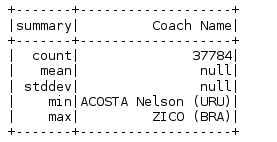 +-------+--------------------+
|summary|          Coach Name|
+-------+--------------------+
|  count|               37784|
|   mean|                null|
| stddev|                null|
|    min|ACOSTA Nelson (URU)|
|    max|          ZICO (BRA)|
+-------+--------------------+